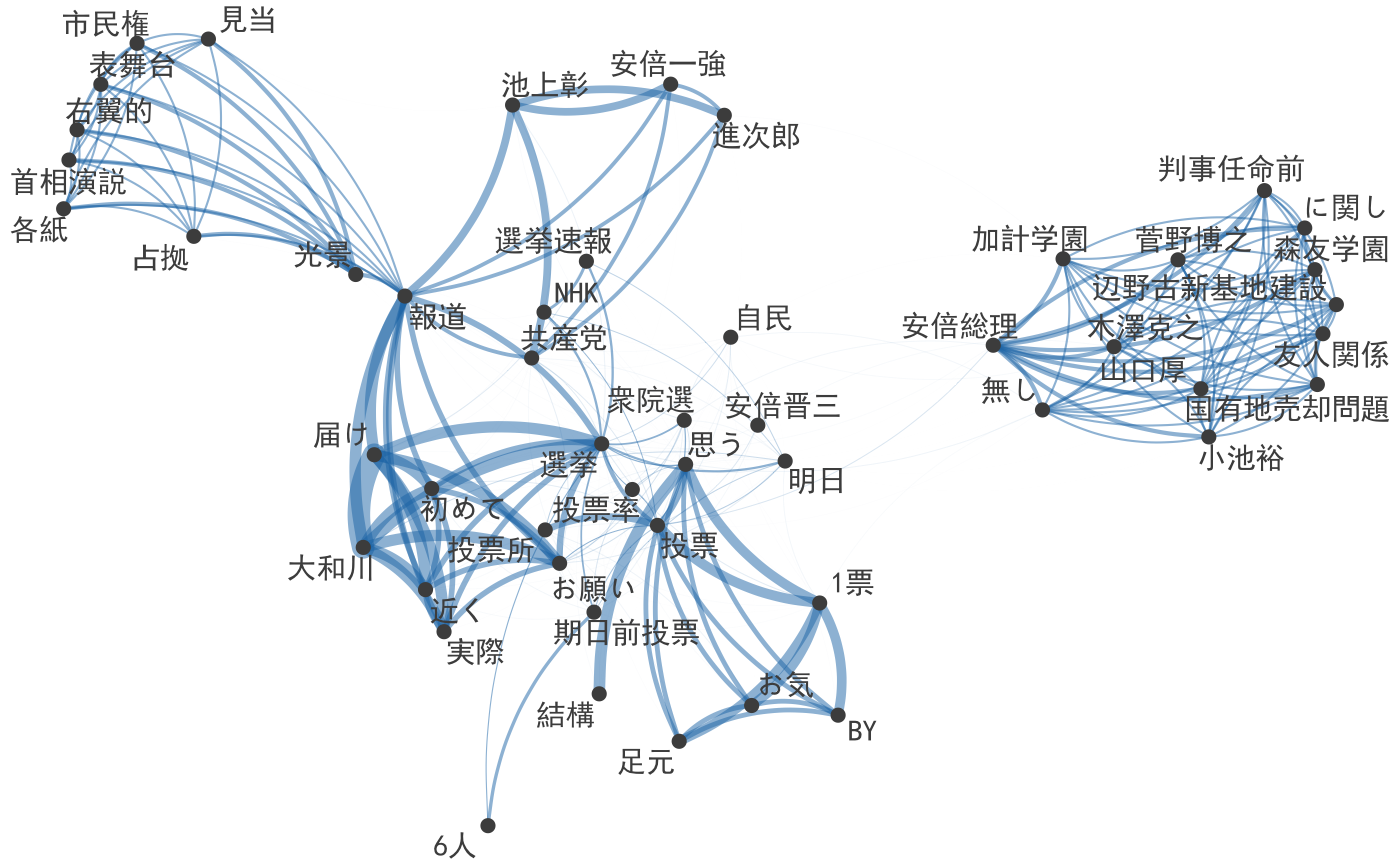 市民権
見当
表舞台
右翼的
首相演説
各紙
占拠
光景
報道
池上彰
安倍一強
進次郎
選挙速報
NHK
共産党
自民
衆院選
安倍晋三
思う
明日
届け
選挙
初めて
投票率
投票所
投票
大和川
近く
実際
お願い
期日前投票
1票
結構
お気
足元
BY
6人
判事任命前
に関し
加計学園
菅野博之
森友学園
辺野古新基地建設
安倍総理
木澤克之
友人関係
山口厚
無し
国有地売却問題
小池裕